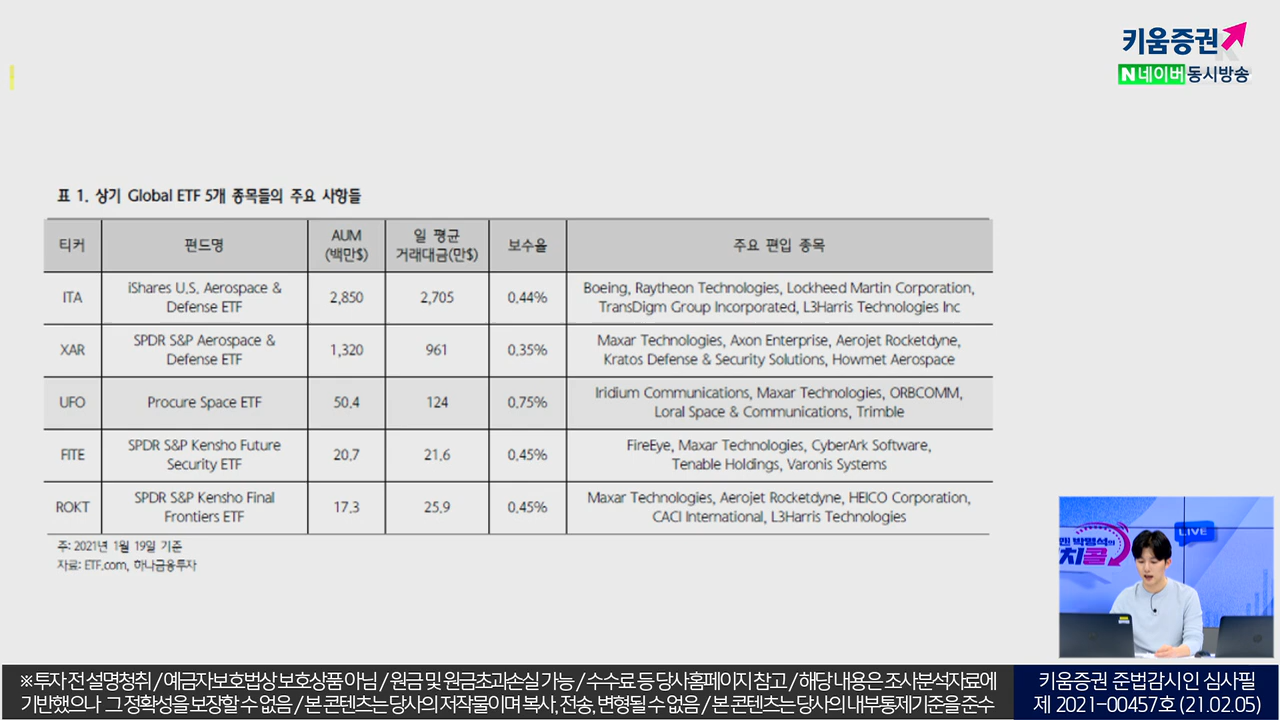 키움증권
N 네이버 동시방송
표 1. 상기 Global ETF 5개 종목들의 주요 사항들
티커 펀드명 AUM (백만$) 일 평균 거래대금(만$) 보수율 주요 편입 종목
ITA iShares U.S. Aerospace & Defense ETF 2,850 2,705 0.44% Boeing, Raytheon Technologies, Lockheed Martin Corporation, TransDigm Group Incorporated, L3Harris Technologies Inc
XAR SPDR S&P Aerospace & Defense ETF 1,320 961 0.35% Maxar Technologies, Axon Enterprise, Aerojet Rocketdyne, Kratos Defense & Security Solutions, Howmet Aerospace
UFO Procure Space ETF 50.4 124 0.75% Iridium Communications, Maxar Technologies, ORBCOMM, Loral Space & Communications, Trimble
FITE SPDR S&P Kensho Future Security ETF 20.7 21.6 0.45% FireEye, Maxar Technologies, CyberArk Software, Tenable Holdings, Varonis Systems
ROKT SPDR S&P Kensho Final Frontiers ETF 17.3 25.9 0.45% Maxar Technologies, Aerojet Rocketdyne, HEICO Corporation, CACI International, L3Harris Technologies
주: 2021년 1월 19일 기준
자료: ETF.com, 하나금융투자
LIVE
※투자 전 설명청취 / 예금자보호법상 보호상품 아님 / 원금 및 원금초과손실 가능 / 수수료 등 당사홈페이지 참고 / 해당 내용은 조사분석자료에
기반했으나 그 정확성을 보장할 수 없음 / 본 콘텐츠는 당사의 저작물이며 복사, 전송, 변형될 수 없음 / 본 콘텐츠는 당사의 내부통제기준을 준수
키움증권 준법감시인 심사필
제 2021-00457호 (21.02.05)